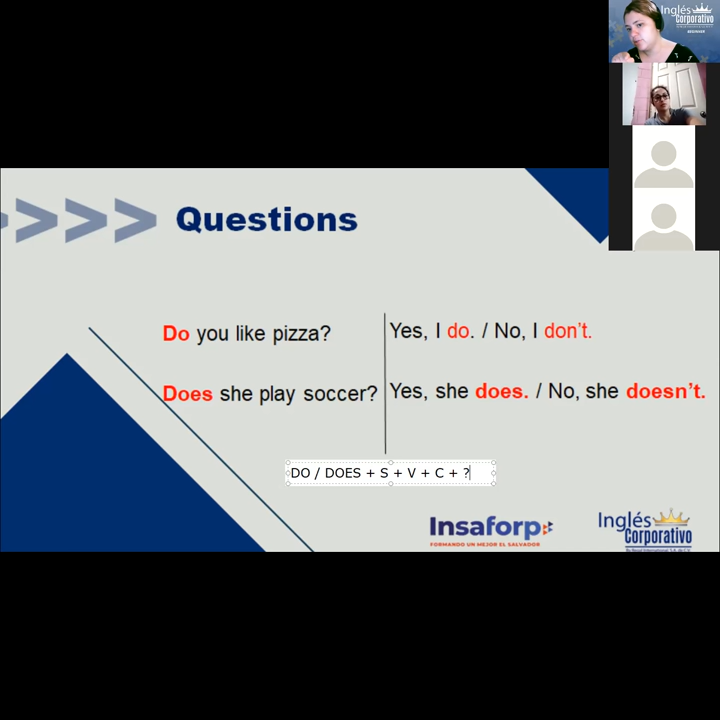 Inglés
Corporativo
BEGINNER
Questions
Do you like pizza?
Yes, I do. / No, I don't.
Does she play soccer?
Yes, she does. / No, she doesn't.
DO / DOES + S + V + C + ?
Insaforp
FORMANDO UN MEJOR EL SALVADOR
Inglés
Corporativo